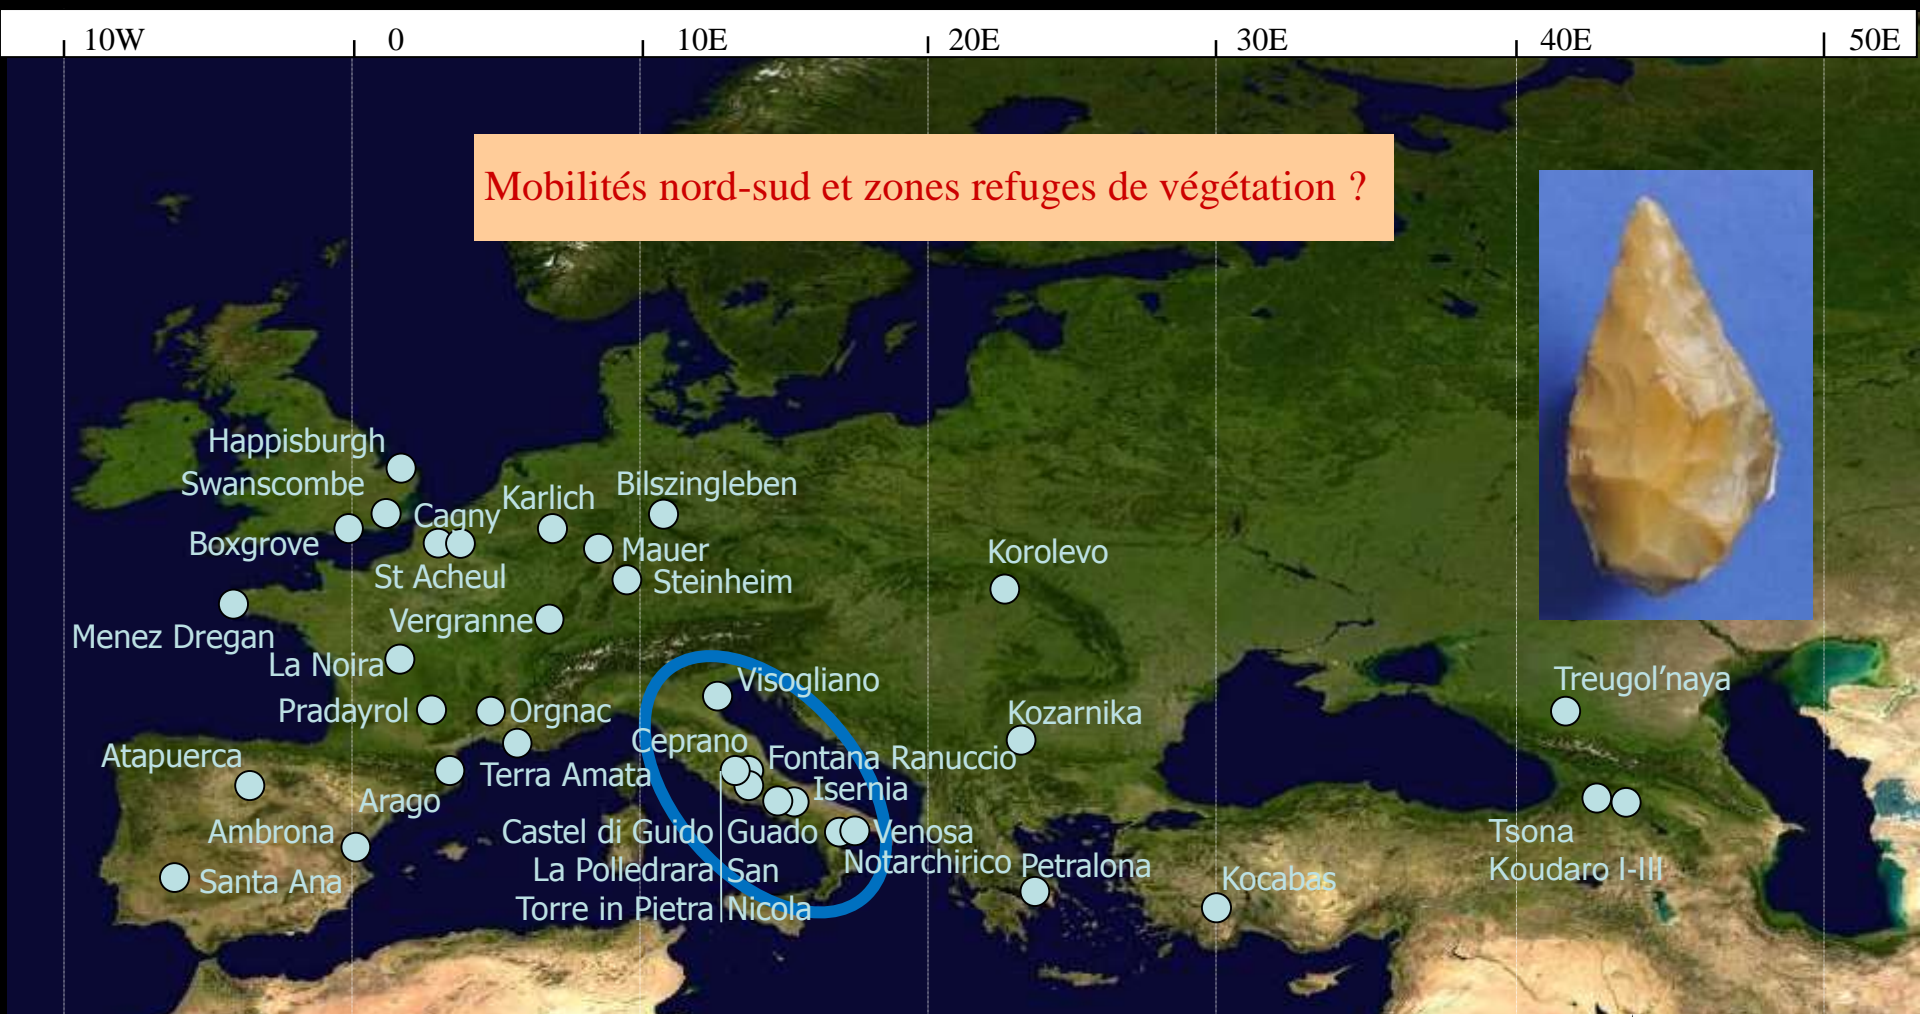 10W 0 10E 20E 30E 40E 50E
Mobilités nord-sud et zones refuges de végétation ?
Happisburgh
Swanscombe
Boxgrove
Cagny
St Acheul
Karlich
Bilszingleben
Mauer
Steinheim
Vergranne
Menez Dregan
La Noira
Pradayrol
Orgnac
Atapuerca
Arago
Terra Amata
Ambrona
Santa Ana
Visogliano
Ceprano
Fontana Ranuccio
Isernia
Castel di Guido
La Polledrara
Torre in Pietra
Guado
San
Nicola
Venosa
Notarchirico
Korolevo
Kozarnika
Petralona
Kocabas
Treugol'naya
Tsona
Koudaro I-III